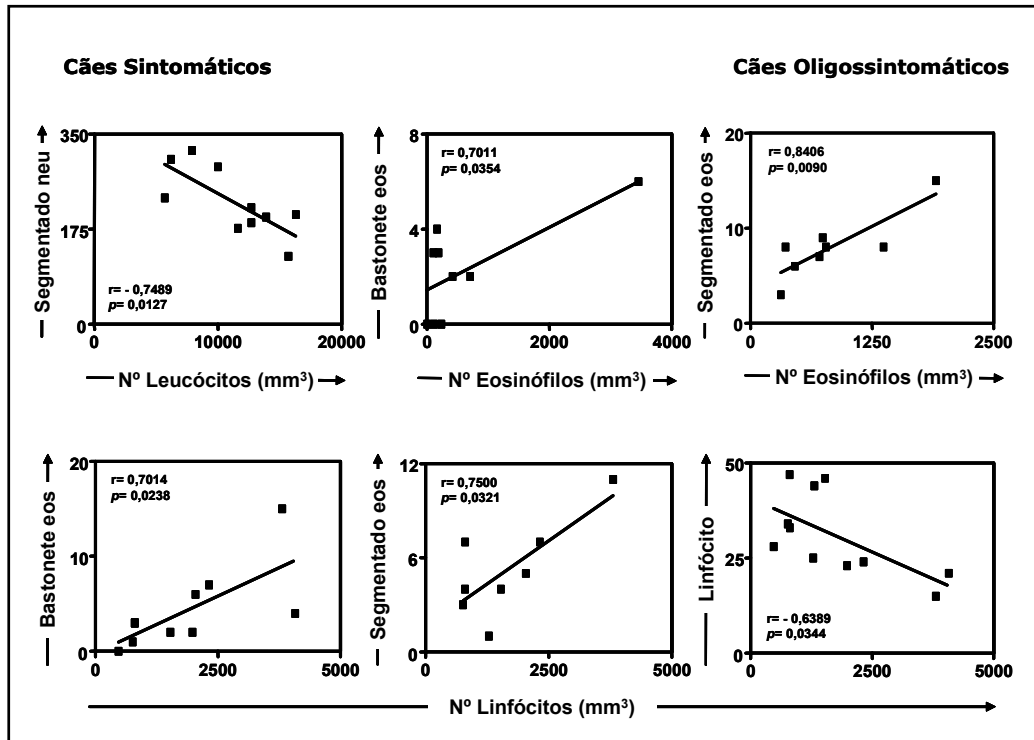 Cães Sintomáticos
Cães Oligossintomáticos
Segmentado neu
350
175
0
r= - 0,7489
p= 0,0127
0 10000 20000
Nº Leucócitos (mm³)
Bastonete eos
8
4
0
r= 0,7011
p= 0,0354
0 2000 4000
Nº Eosinófilos (mm³)
Segmentado eos
20
10
0
r= 0,8406
p= 0,0090
0 1250 2500
Nº Eosinófilos (mm³)
Bastonete eos
20
10
0
r= 0,7014
p= 0,0238
0 2500 5000
Segmentado eos
12
6
0
r= 0,7500
p= 0,0321
0 2500 5000
Linfócito
50
25
0
r= - 0,6389
p= 0,0344
0 2500 5000
Nº Linfócitos (mm³)